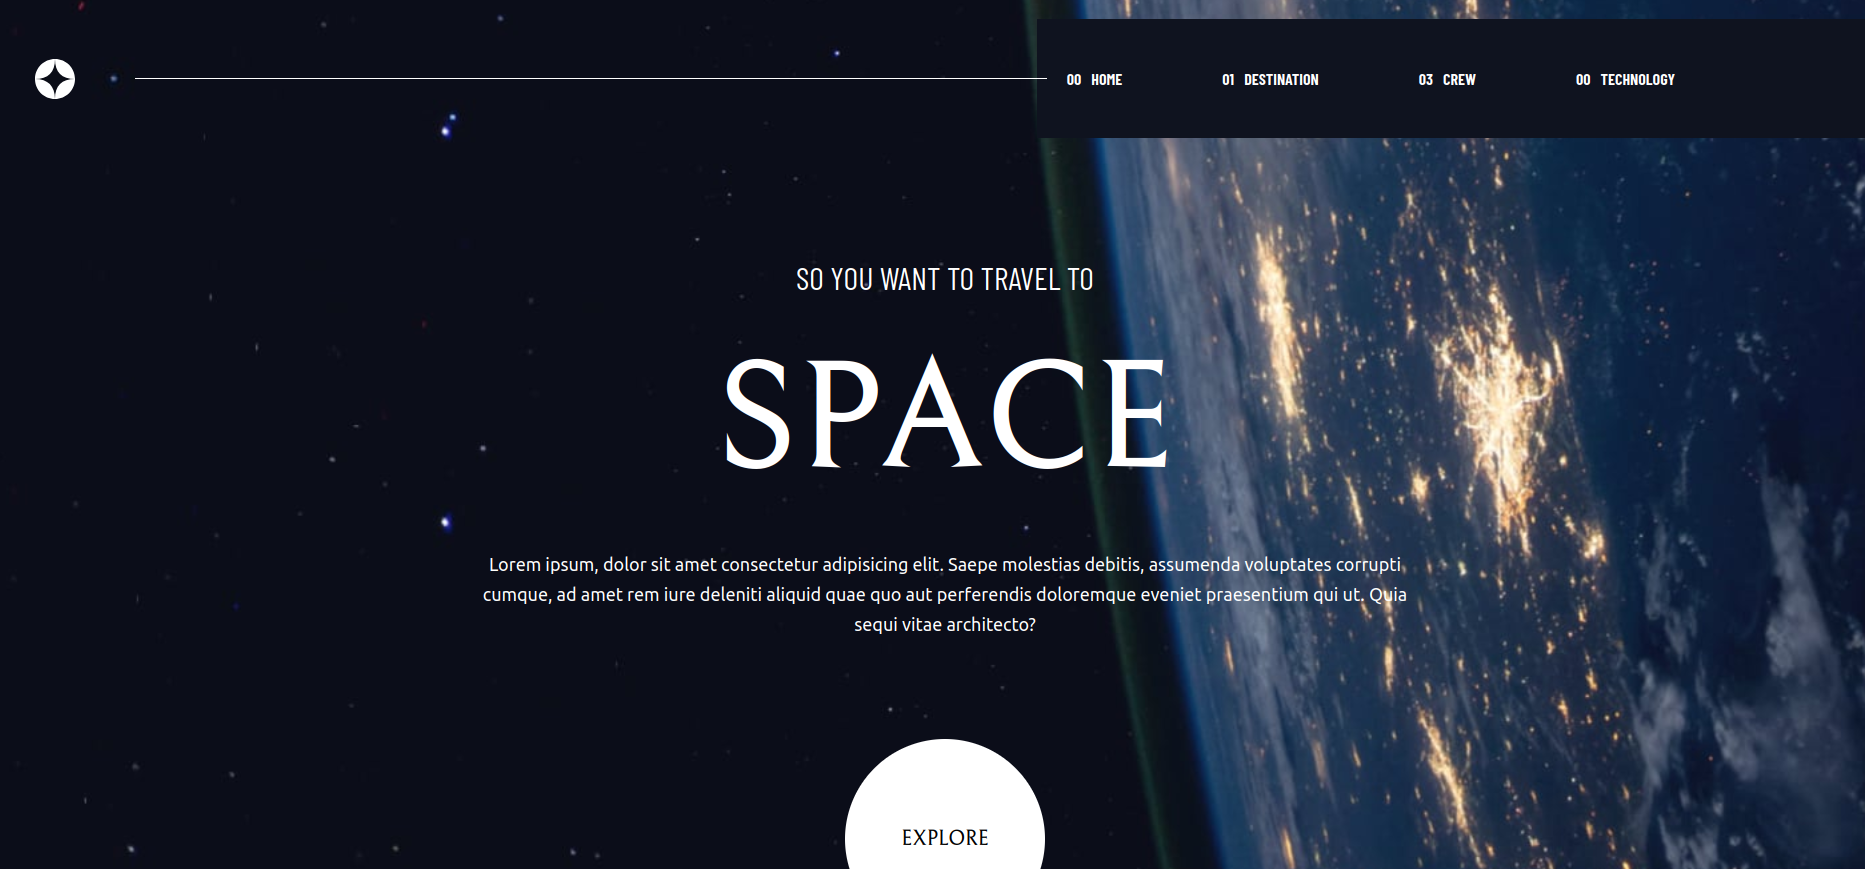 00 HOME 01 DESTINATION 03 CREW 00 TECHNOLOGY
SO YOU WANT TO TRAVEL TO
SPACE
Lorem ipsum, dolor sit amet consectetur adipisicing elit. Saepe molestias debitis, assumenda voluptates corrupti
cumque, ad amet rem iure deleniti aliquid quae quo aut perferendis doloremque eveniet praesentium qui ut. Quia
sequi vitae architecto?
EXPLORE